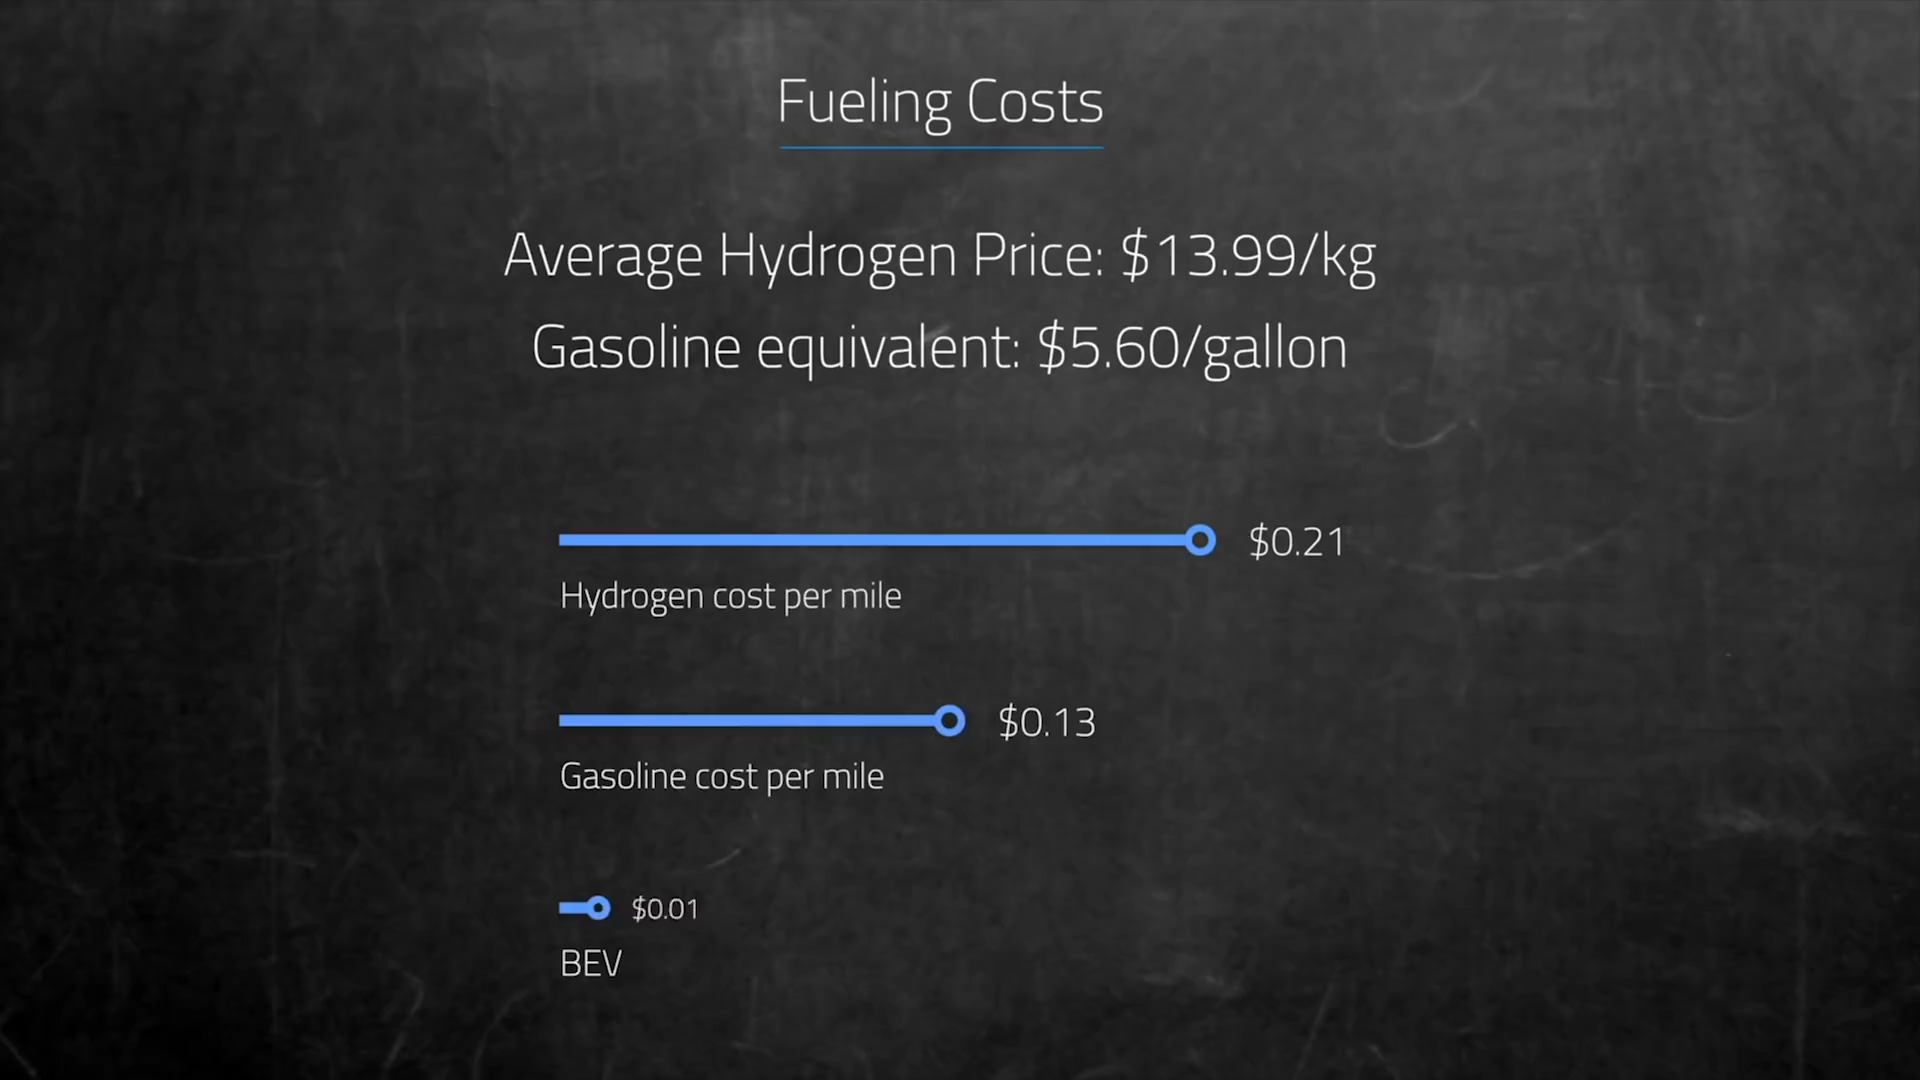 Fueling Costs
Average Hydrogen Price: $13.99/kg
Gasoline equivalent: $5.60/gallon
$0.21
Hydrogen cost per mile
$0.13
Gasoline cost per mile
$0.01
BEV